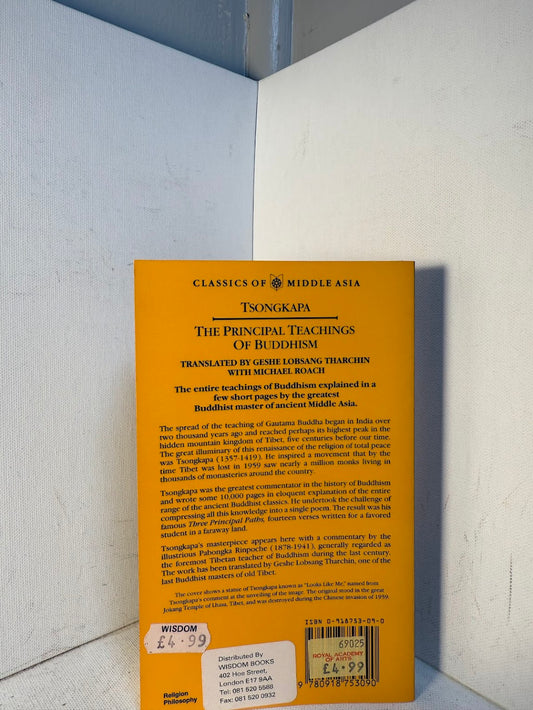 CLASSICS OF MIDDLE ASIA
TSONGKAPA
THE PRINCIPAL TEACHINGS
OF BUDDHISM
TRANSLATED BY GESHE LOBSANG THARCHIN
WITH MICHAEL ROACH
The entire teachings of Buddhism explained in a
few short pages by the greatest
Buddhist master of ancient Middle Asia.
The spread of the teaching of Gautama Buddha began in India over
two thousand years ago and reached perhaps its highest peak in the
hidden mountain kingdom of Tibet, five centuries before our time.
The great illuminary of this renaissance of the religion of total peace
was Tsongkapa (1357-1419). He inspired a movement that by the
time Tibet was lost in 1959 saw nearly a million monks living in
thousands of monasteries around the country.
Tsongkapa was the greatest commentator in the history of Buddhism
and wrote some 10,000 pages in eloquent explanation of the entire
range of the ancient Buddhist classics. He undertook the challenge of
compressing all this knowledge into a single poem. The result was his
famous Three Principal Paths, fourteen verses written for a favored
student in a faraway land.
Tsongkapa's masterpiece appears here with a commentary by the
illustrious Pabongka Rinpoche (1878-1941), generally regarded as
the foremost Tibetan teacher of Buddhism during the last century.
The work has been translated by Geshe Lobsang Tharchin, one of the
last Buddhist masters of old Tibet.
The cover shows a statue of Tsongkapa known as "Looks Like Me," named from
Tsongkapa's comment at the unveiling of the image. The original stood in the great
Jokang Temple of Lhasa, Tibet, and was destroyed during the Chinese invasion of 1959.
WISDOM
£4.99
Distributed By
WISDOM BOOKS
402 Hoe Street,
London E17 9AA
Tel: 081 520 5588
Fax: 081 520 0932
ISBN 0-918753-09-0
69025
ROYAL ACADEMY
OF ARTS
£4.99
9 780918 753090
Religion
Philosophy